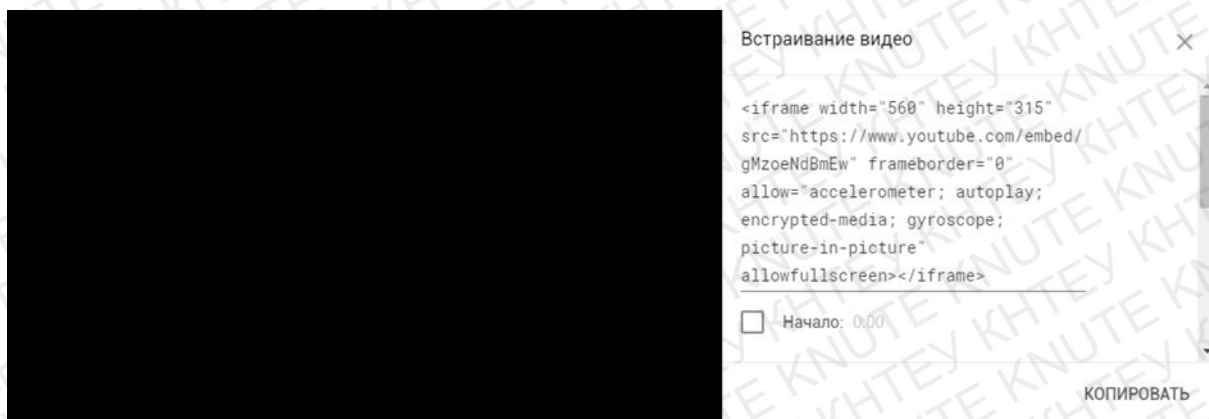 Встраивание видео
<iframe width="560" height="315"
src="https://www.youtube.com/embed/
gMzoeNdBmEw" frameborder="0"
allow="accelerometer; autoplay;
encrypted-media; gyroscope;
picture-in-picture"
allowfullscreen></iframe>
Начало: 0:00
КОПИРОВАТЬ